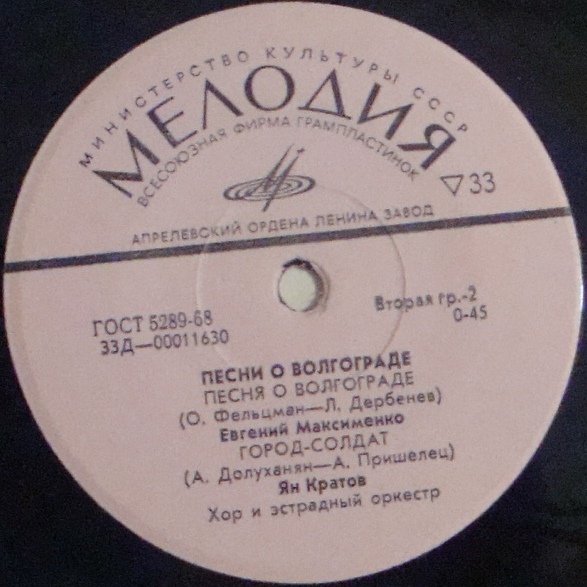 МИНИСТЕРСТВО КУЛЬТУРЫ СССР
МЕЛОДИЯ
ВСЕСОЮЗНАЯ ФИРМА ГРАМПЛАСТИНОК
▽33
АПРЕЛЕВСКИЙ ОРДЕНА ЛЕНИНА ЗАВОД
ГОСТ 5289-68
33Д—00011630
Вторая гр.-2
0-45
ПЕСНИ О ВОЛГОГРАДЕ
ПЕСНЯ О ВОЛГОГРАДЕ
(О. Фельцман—Л. Дербенев)
Евгений Максименко
ГОРОД-СОЛДАТ
(А. Долуханян—А. Пришелец)
Ян Кратов
Хор и эстрадный оркестр